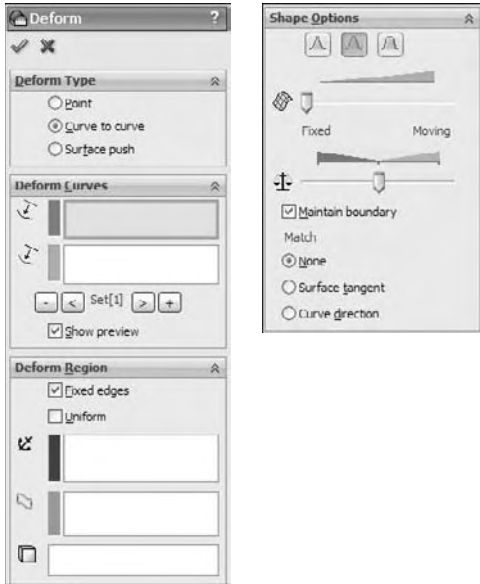 Deform ?
Deform Type
Point
Curve to curve
Surface push
Deform Curves
- < Set[1] > +
Show preview
Deform Region
Fixed edges
Uniform
Shape Options
Fixed Moving
Maintain boundary
Match
None
Surface tangent
Curve direction